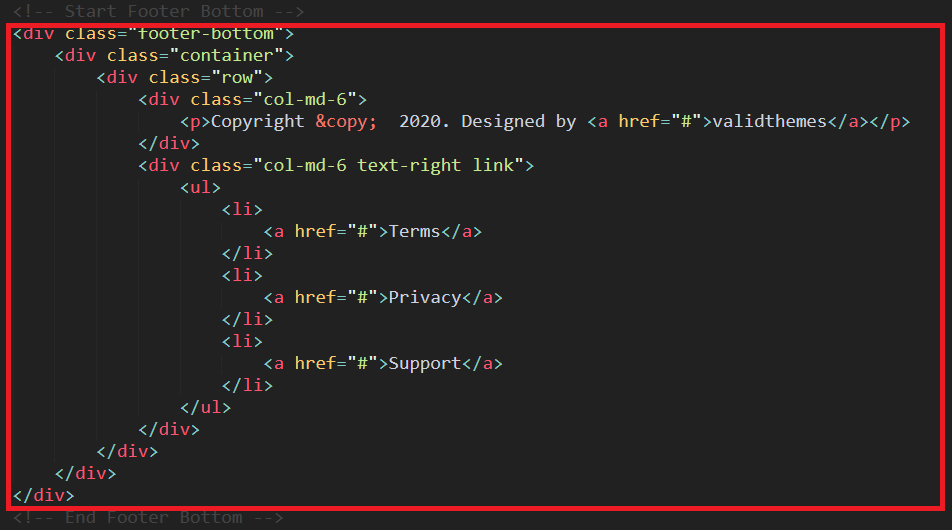 <!-- Start Footer Bottom -->
<div class="footer-bottom">
<div class="container">
<div class="row">
<div class="col-md-6">
<p>Copyright &copy;  2020. Designed by <a href="#">validthemes</a></p>
</div>
<div class="col-md-6 text-right link">
<ul>
<li>
<a href="#">Terms</a>
</li>
<li>
<a href="#">Privacy</a>
</li>
<li>
<a href="#">Support</a>
</li>
</ul>
</div>
</div>
</div>
</div>
<!-- End Footer Bottom -->